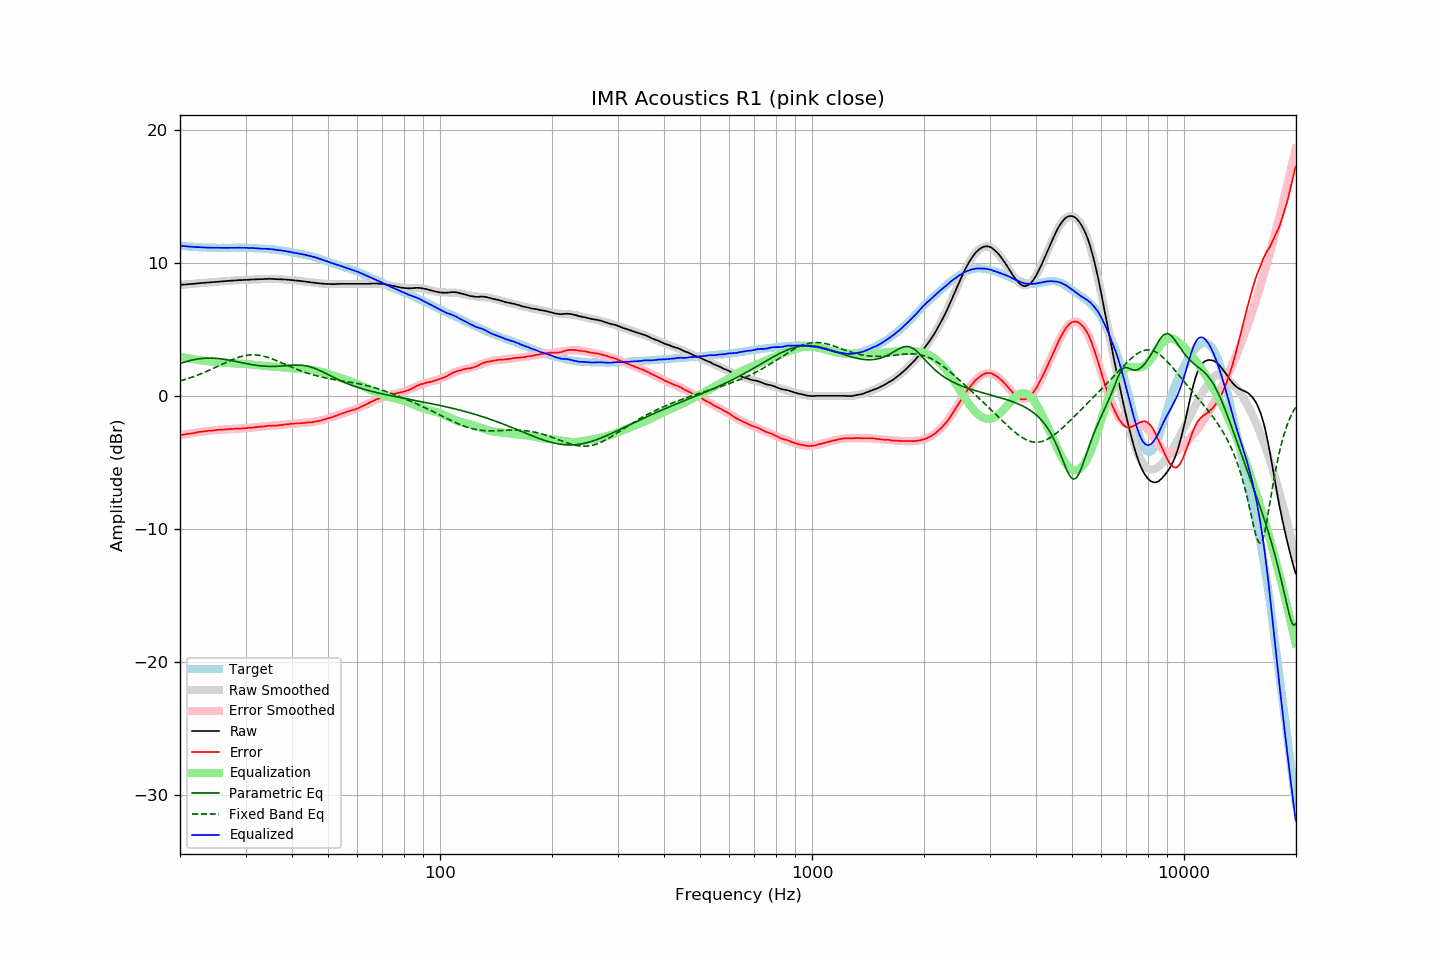 IMR Acoustics R1 (pink close)
20
10
0
−10
−20
−30
Amplitude (dBr)
Target
Raw Smoothed
Error Smoothed
Raw
Error
Equalization
Parametric Eq
Fixed Band Eq
Equalized
100
1000
10000
Frequency (Hz)